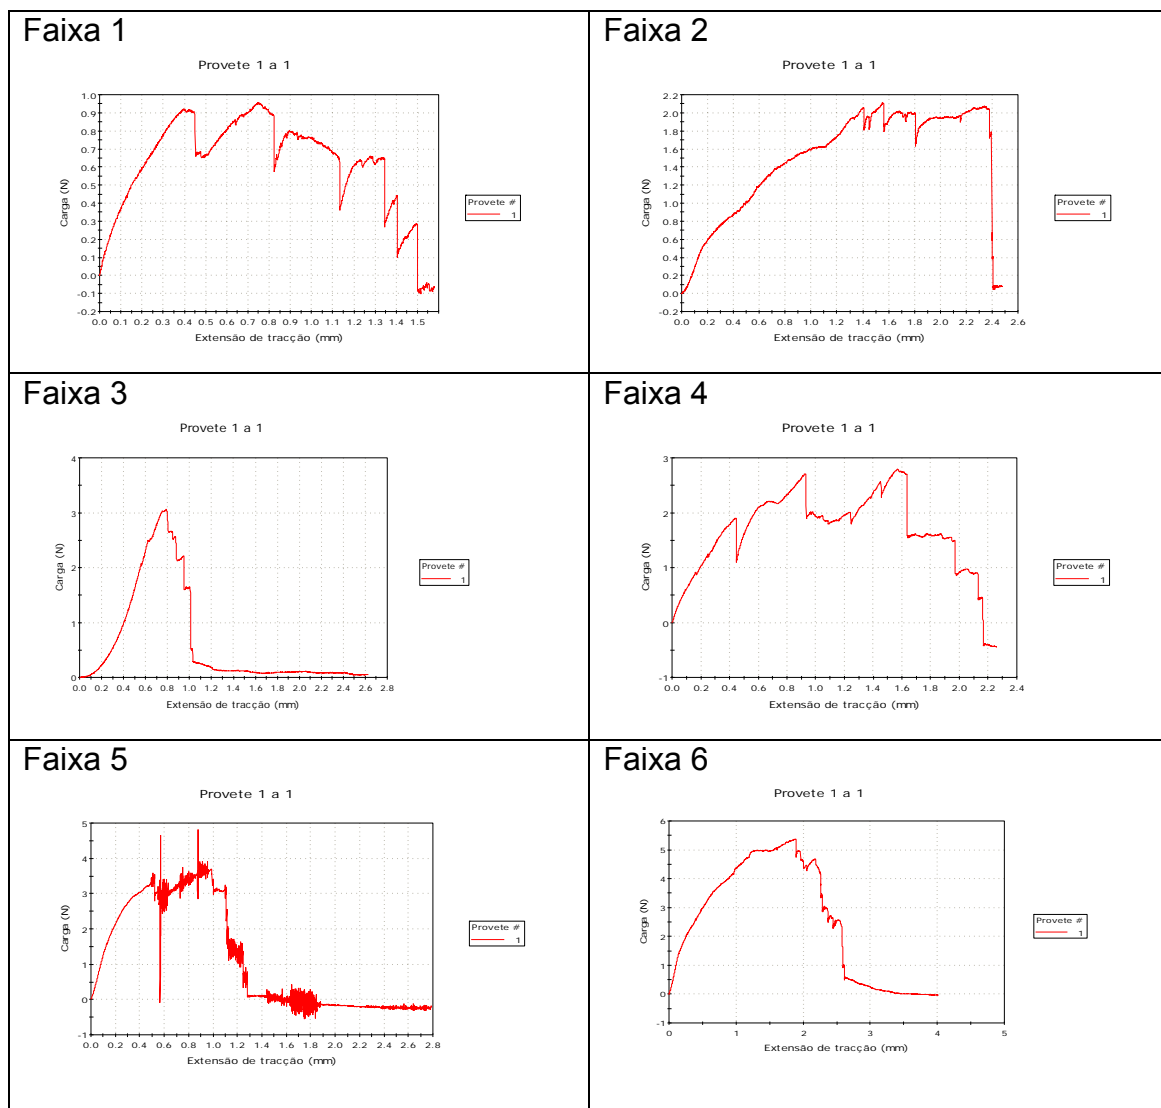 Faixa 1
Provete 1 a 1
Carga (N)
1.0
0.9
0.8
0.7
0.6
0.5
0.4
0.3
0.2
0.1
0.0
-0.1
-0.2
0.0 0.1 0.2 0.3 0.4 0.5 0.6 0.7 0.8 0.9 1.0 1.1 1.2 1.3 1.4 1.5
Extensão de tracção (mm)
Provete #
1
Faixa 2
Provete 1 a 1
Carga (N)
2.2
2.0
1.8
1.6
1.4
1.2
1.0
0.8
0.6
0.4
0.2
0.0
-0.2
0.0 0.2 0.4 0.6 0.8 1.0 1.2 1.4 1.6 1.8 2.0 2.2 2.4 2.6
Extensão de tracção (mm)
Provete #
1
Faixa 3
Provete 1 a 1
Carga (N)
4
3
2
1
0
0.0 0.2 0.4 0.6 0.8 1.0 1.2 1.4 1.6 1.8 2.0 2.2 2.4 2.6 2.8
Extensão de tracção (mm)
Provete #
1
Faixa 4
Provete 1 a 1
Carga (N)
3
2
1
0
-1
0.0 0.2 0.4 0.6 0.8 1.0 1.2 1.4 1.6 1.8 2.0 2.2 2.4
Extensão de tracção (mm)
Provete #
1
Faixa 5
Provete 1 a 1
Carga (N)
5
4
3
2
1
0
-1
0.0 0.2 0.4 0.6 0.8 1.0 1.2 1.4 1.6 1.8 2.0 2.2 2.4 2.6 2.8
Extensão de tracção (mm)
Provete #
1
Faixa 6
Provete 1 a 1
Carga (N)
6
5
4
3
2
1
0
-1
0 1 2 3 4 5
Extensão de tracção (mm)
Provete #
1